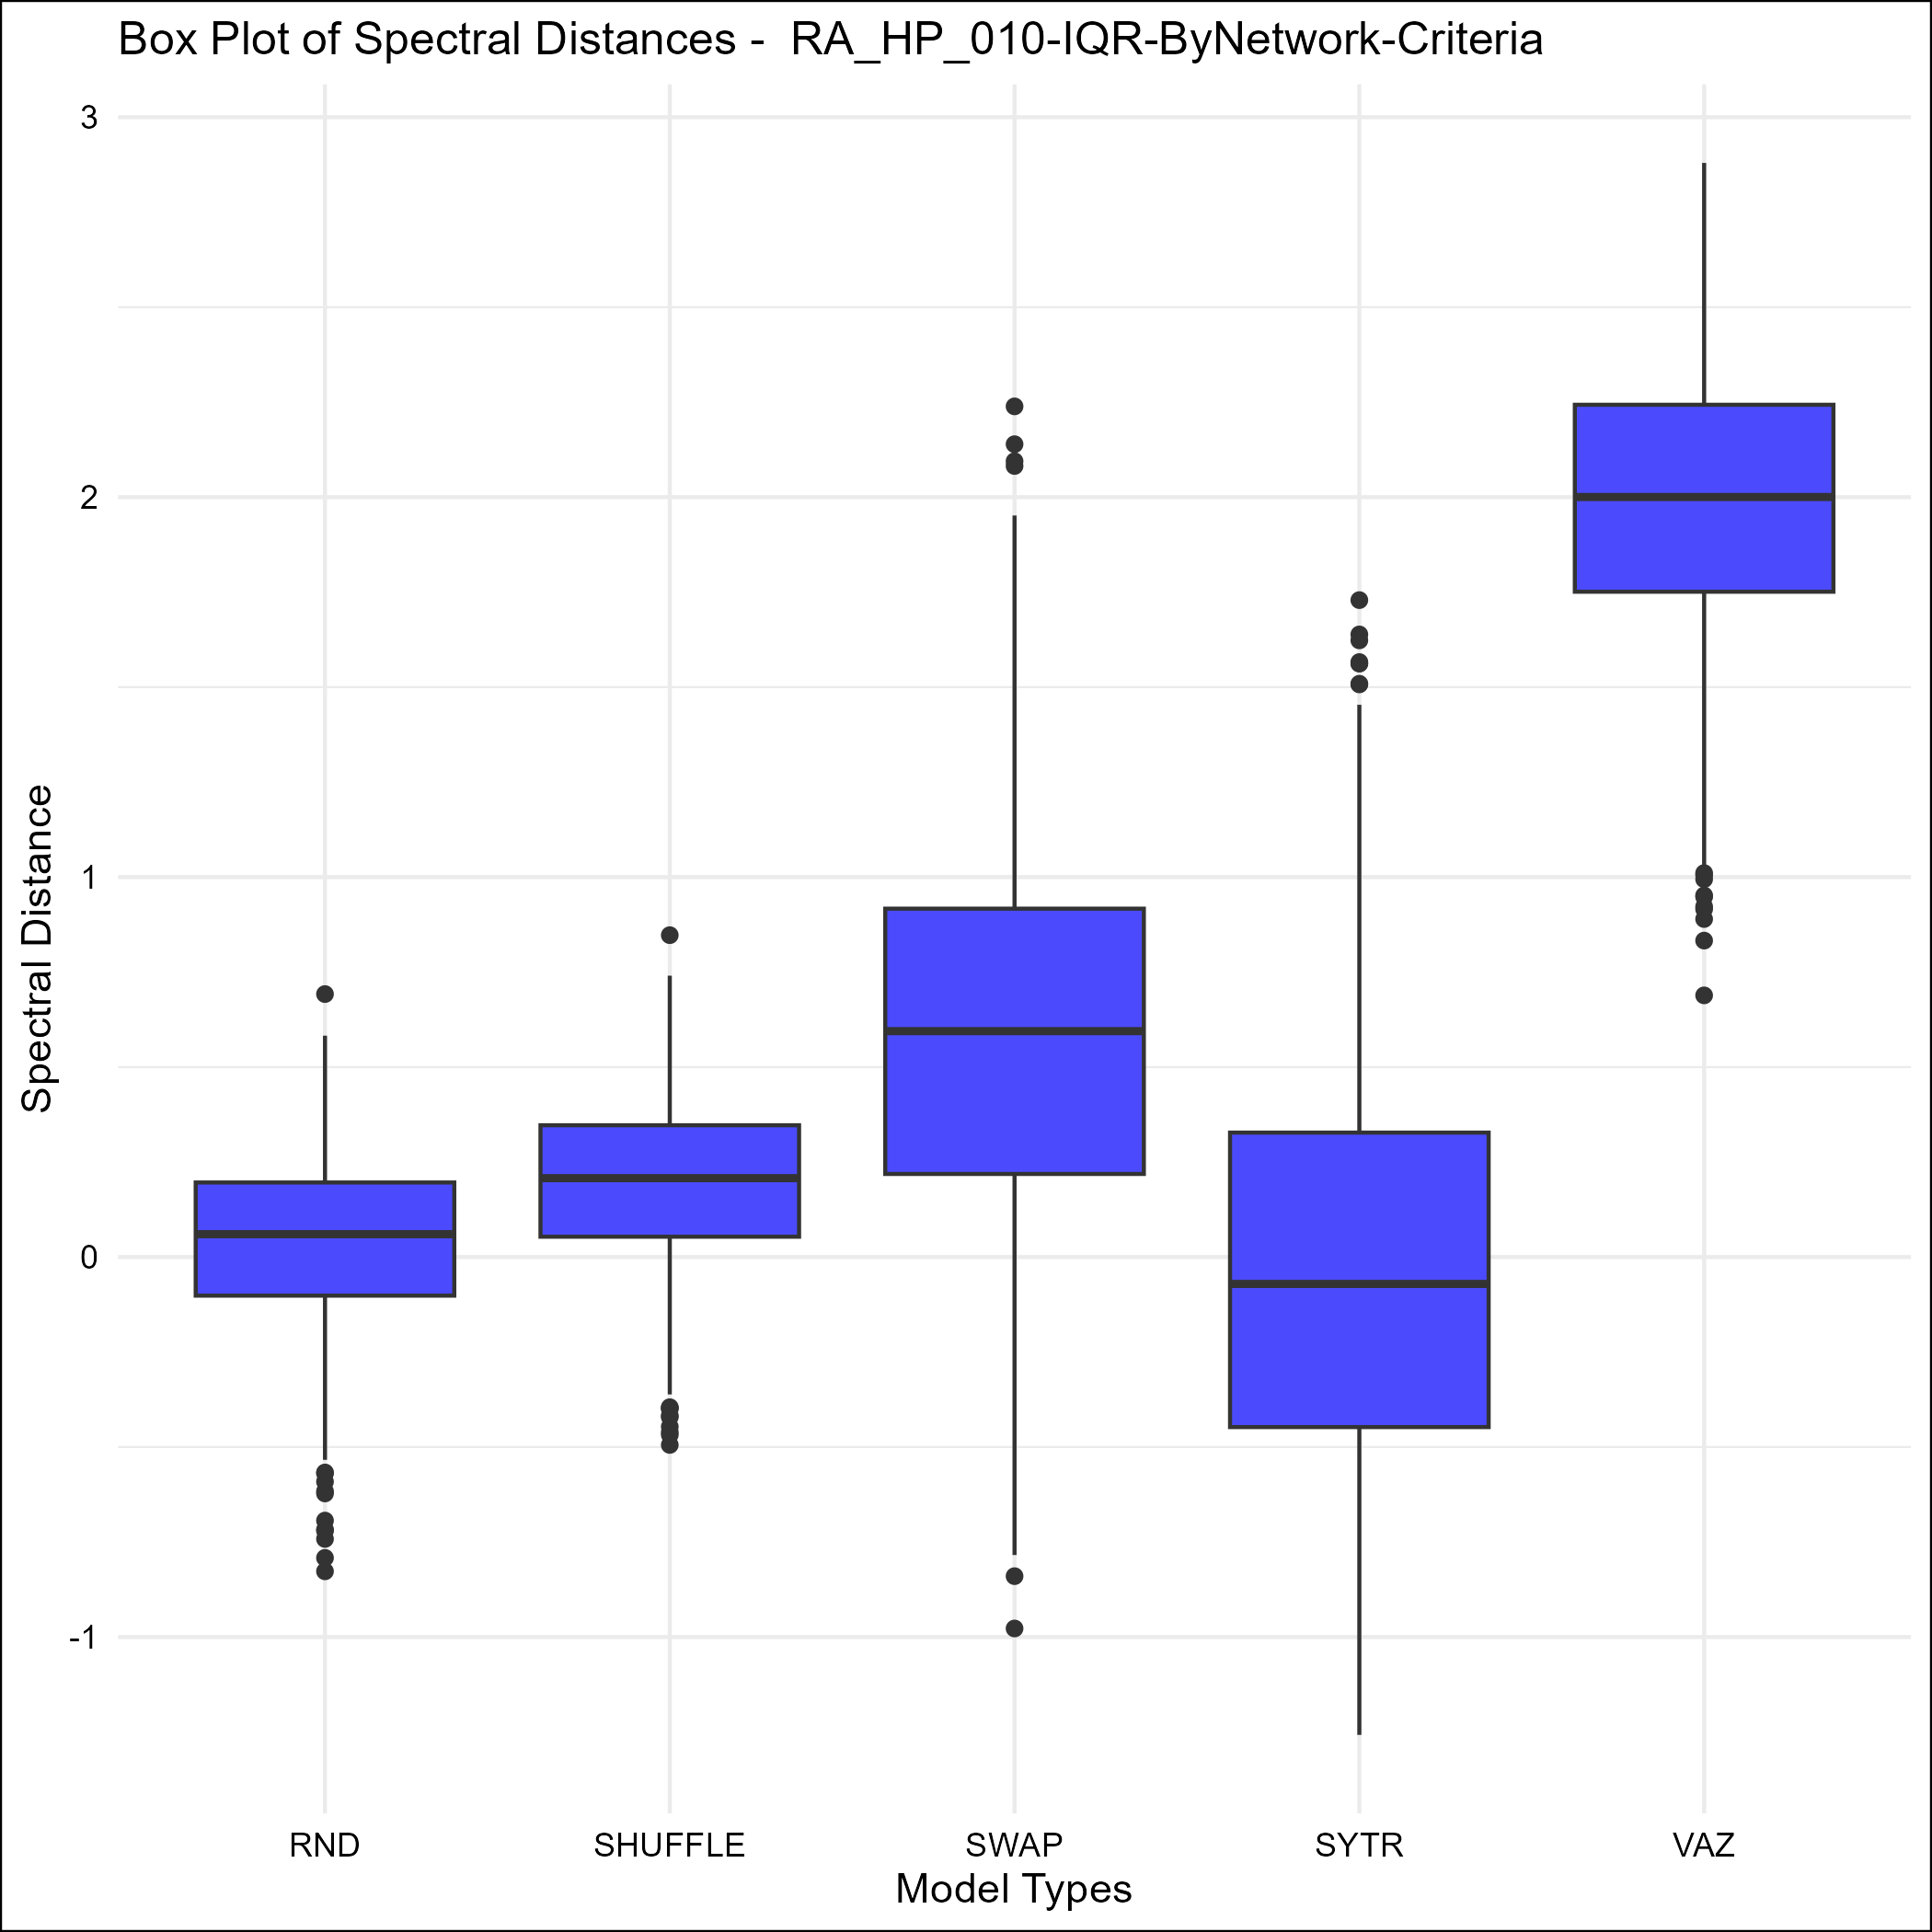 Box Plot of Spectral Distances -  RA_HP_010-IQR-ByNetwork-Criteria
3
2
1
0
-1
Spectral Distance
RND SHUFFLE SWAP SYTR VAZ
Model Types